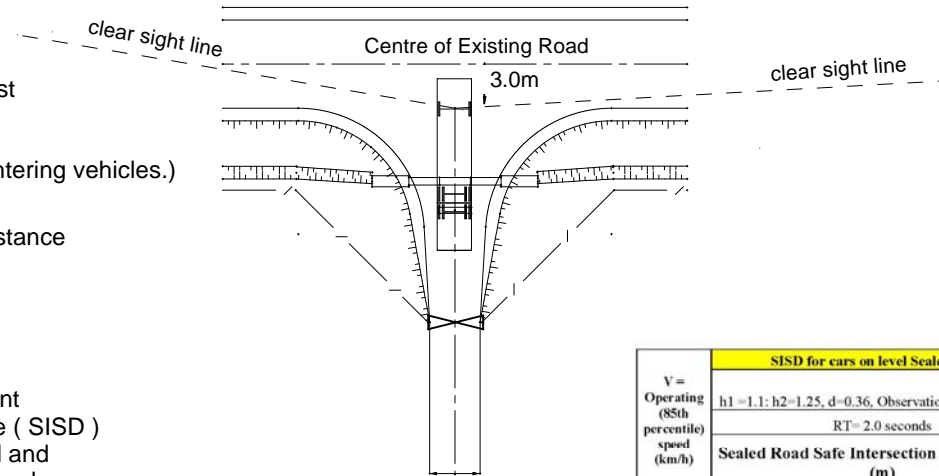 clear sight line
Centre of Existing Road
3.0m
clear sight line
st
ntering vehicles.)
stance
nt
e ( SISD )
and
SISD for cars on level Seale
V =
Operating
(85th
percentile)
speed
(km/h)
h1 =1.1: h2=1.25, d=0.36, Observatio
RT= 2.0 seconds
Sealed Road Safe Intersection
(m)